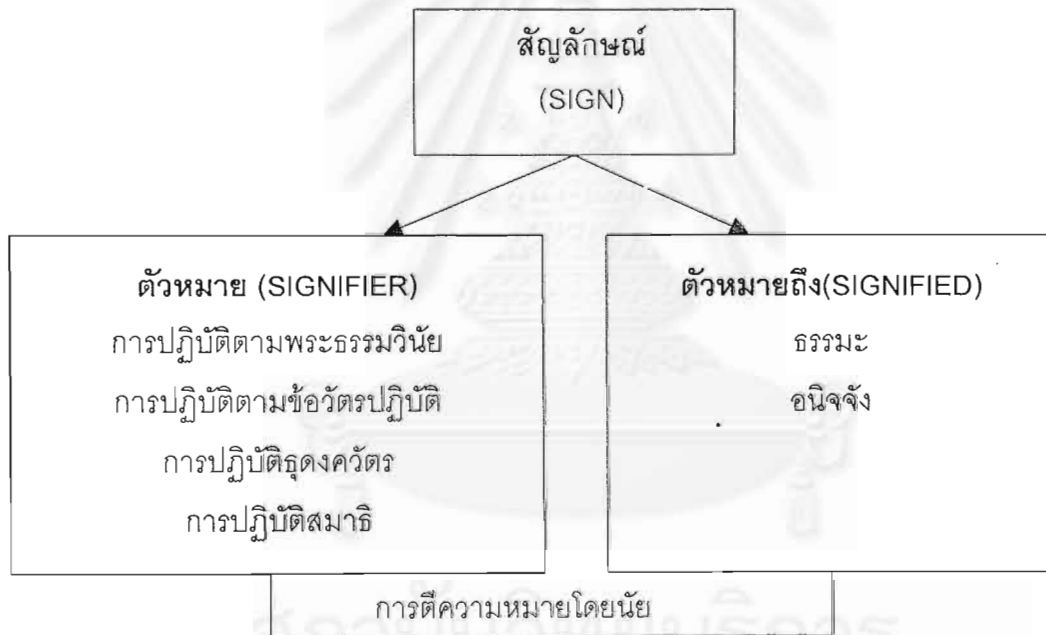 สัญลักษณ์
(SIGN)
ตัวหมาย (SIGNIFIER)
การปฏิบัติตามพระธรรมวินัย
การปฏิบัติตามข้อวัตรปฏิบัติ
การปฏิบัติธุดงควัตร
การปฏิบัติสมาธิ
ตัวหมายถึง(SIGNIFIED)
ธรรมะ
อนิจจัง
การตีความหมายโดยนัย